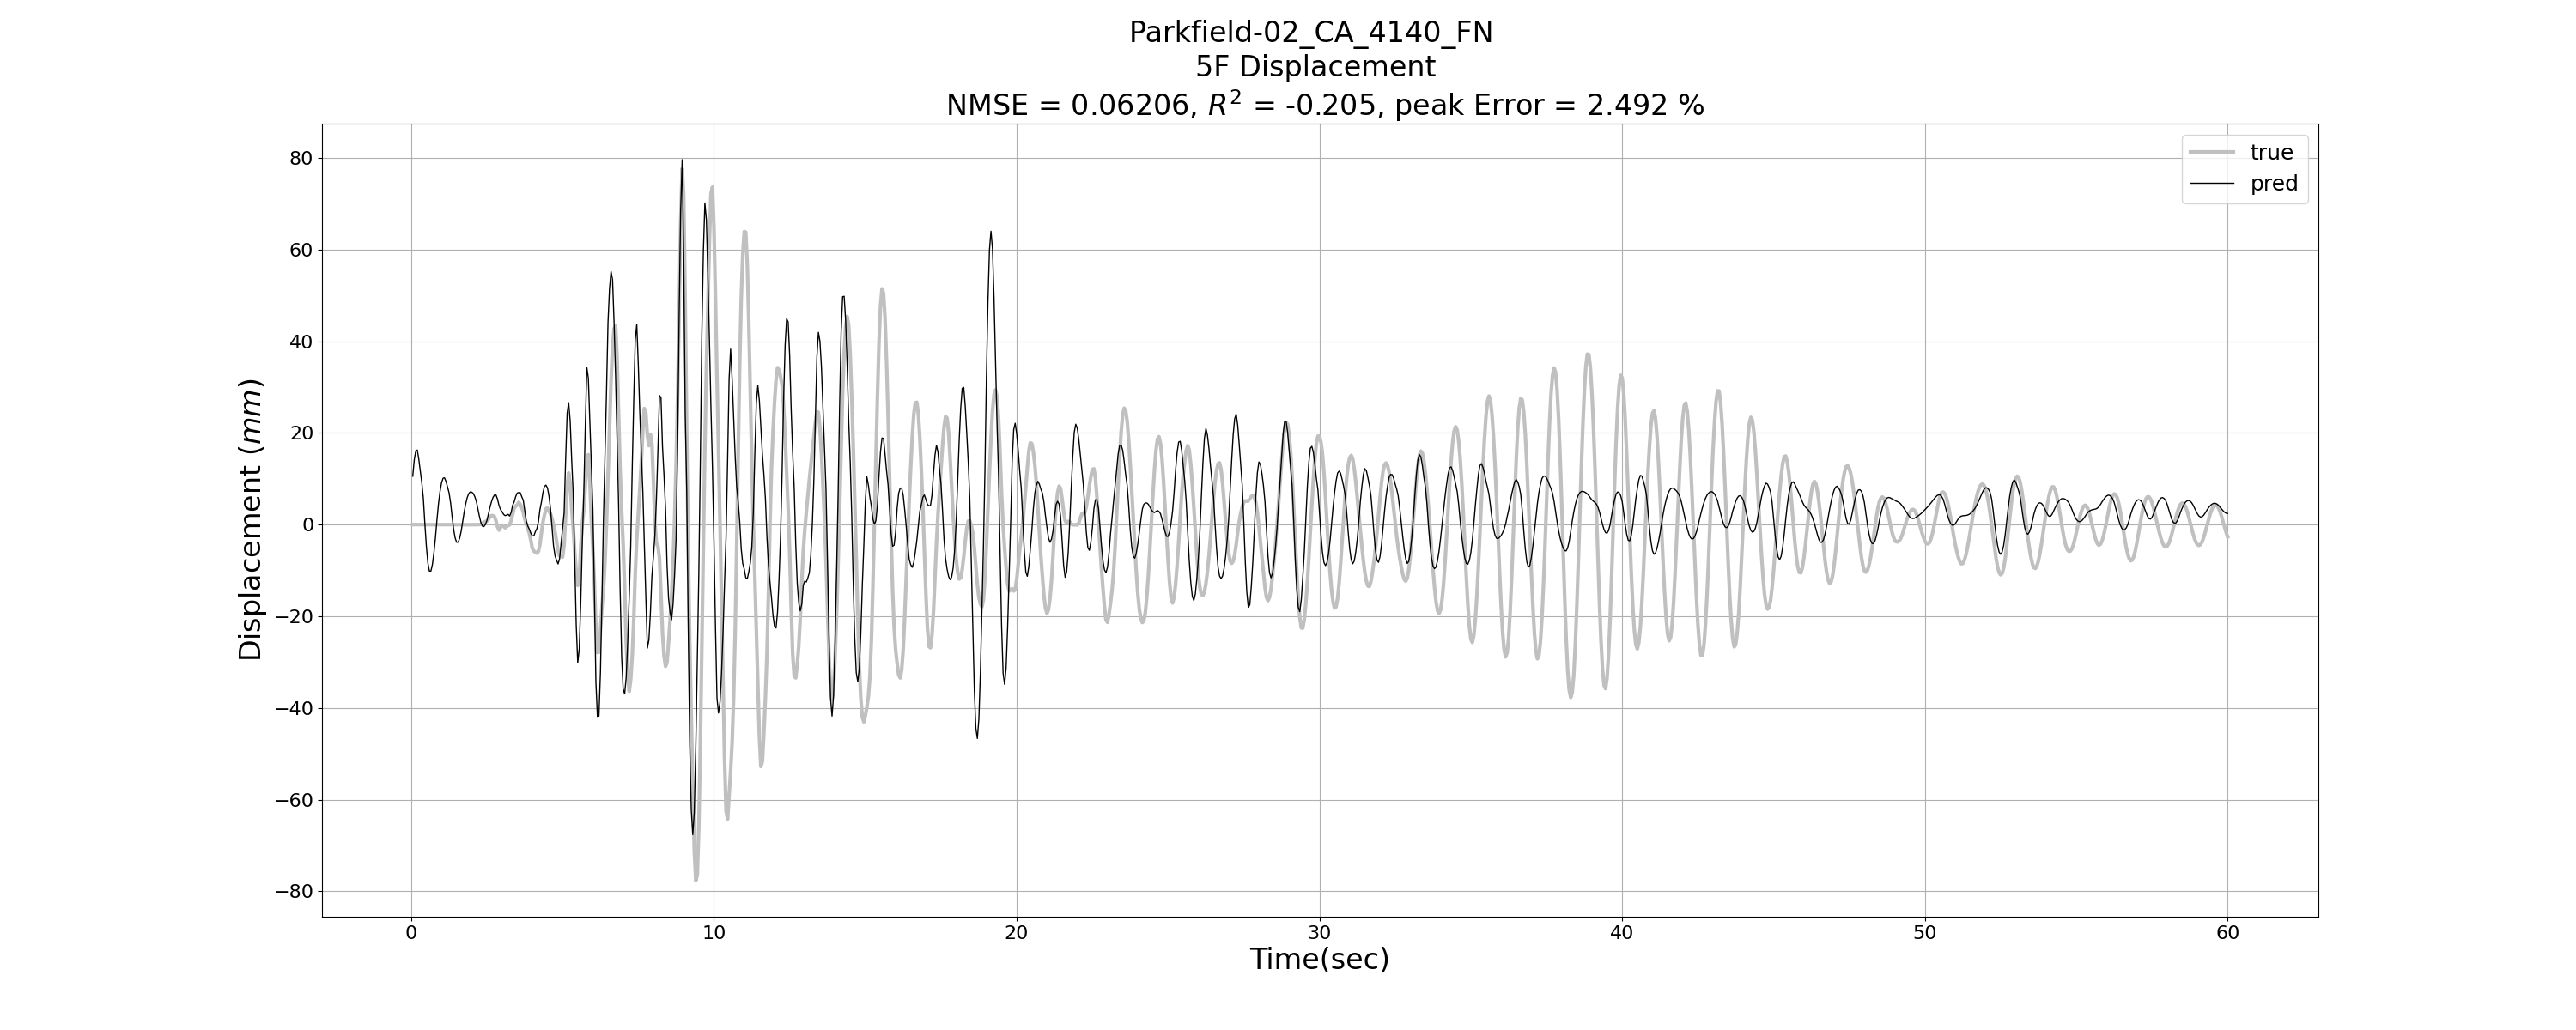 Parkfield-02_CA_4140_FN
5F Displacement
NMSE = 0.06206, R² = -0.205, peak Error = 2.492 %
true
pred
Displacement (mm)
80
60
40
20
0
−20
−40
−60
−80
0 10 20 30 40 50 60
Time(sec)